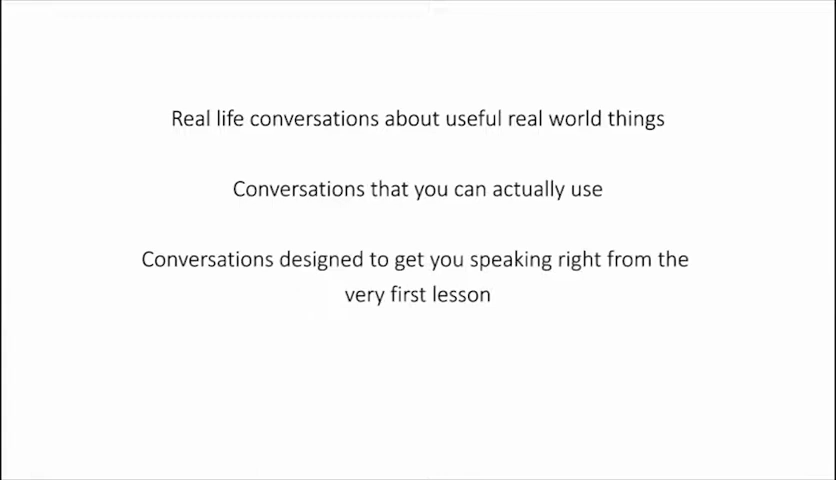 Real life conversations about useful real world things
Conversations that you can actually use
Conversations designed to get you speaking right from the
very first lesson